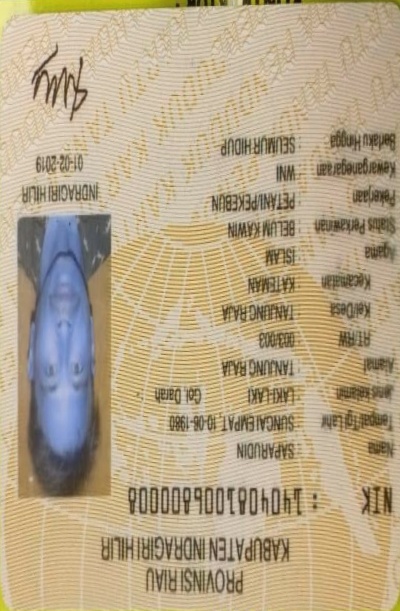 PROVINSI RIAU
KABUPATEN INDRAGIRI HILIR
NIK : 1404081006800008
Nama : SAPARUDIN
Tempat/Tgl Lahir : SUNGAI EMPAT, 10-06-1980
Jenis kelamin : LAKI-LAKI Gol. Darah : -
Alamat : TANJUNG RAJA
RT/RW : 003/003
Kel/Desa : TANJUNG RAJA
Kecamatan : KATEMAN
Agama : ISLAM
Status Perkawinan : BELUM KAWIN
Pekerjaan : PETANI/PEKEBUN
Kewarganegaraan : WNI
Berlaku Hingga : SEUMUR HIDUP
INDRAGIRI HILIR
01-02-2019